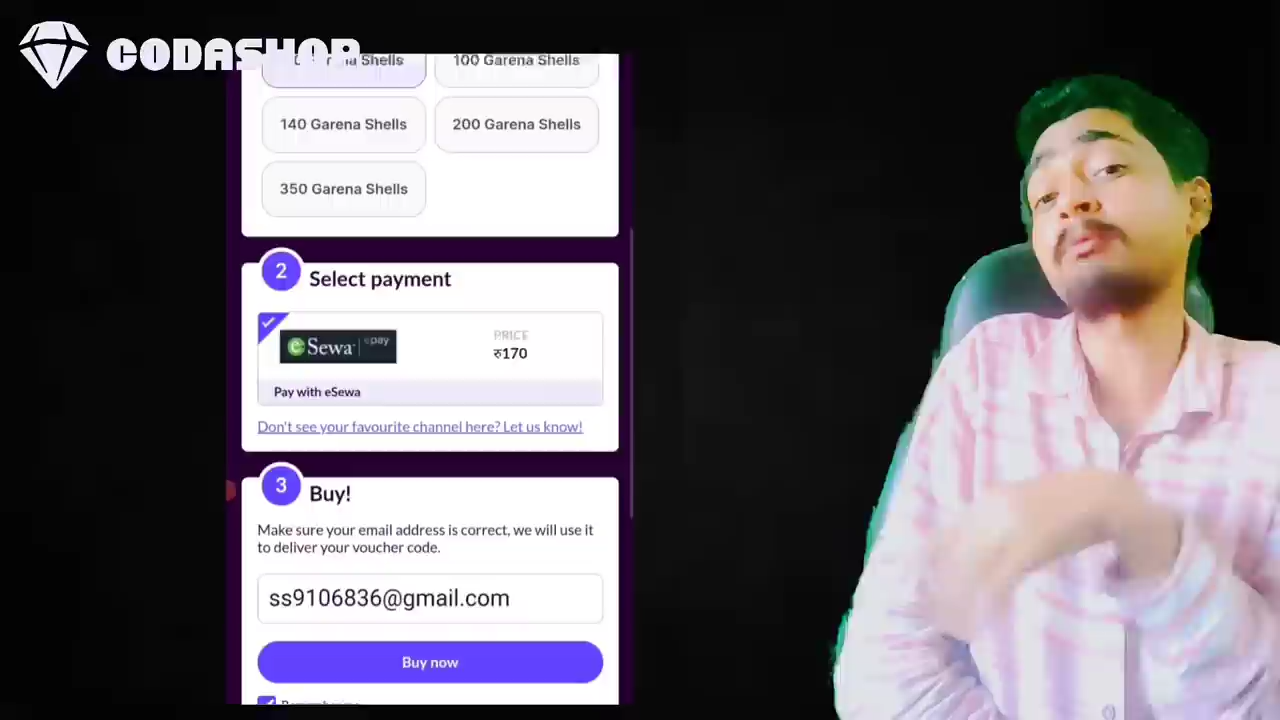 CODASHOP
Shells
100 Garena Shells
140 Garena Shells
200 Garena Shells
350 Garena Shells
2
Select payment
eSewa epay
PRICE
रु170
Pay with eSewa
Don't see your favourite channel here? Let us know!
3
Buy!
Make sure your email address is correct, we will use it
to deliver your voucher code.
ss9106836@gmail.com
Buy now